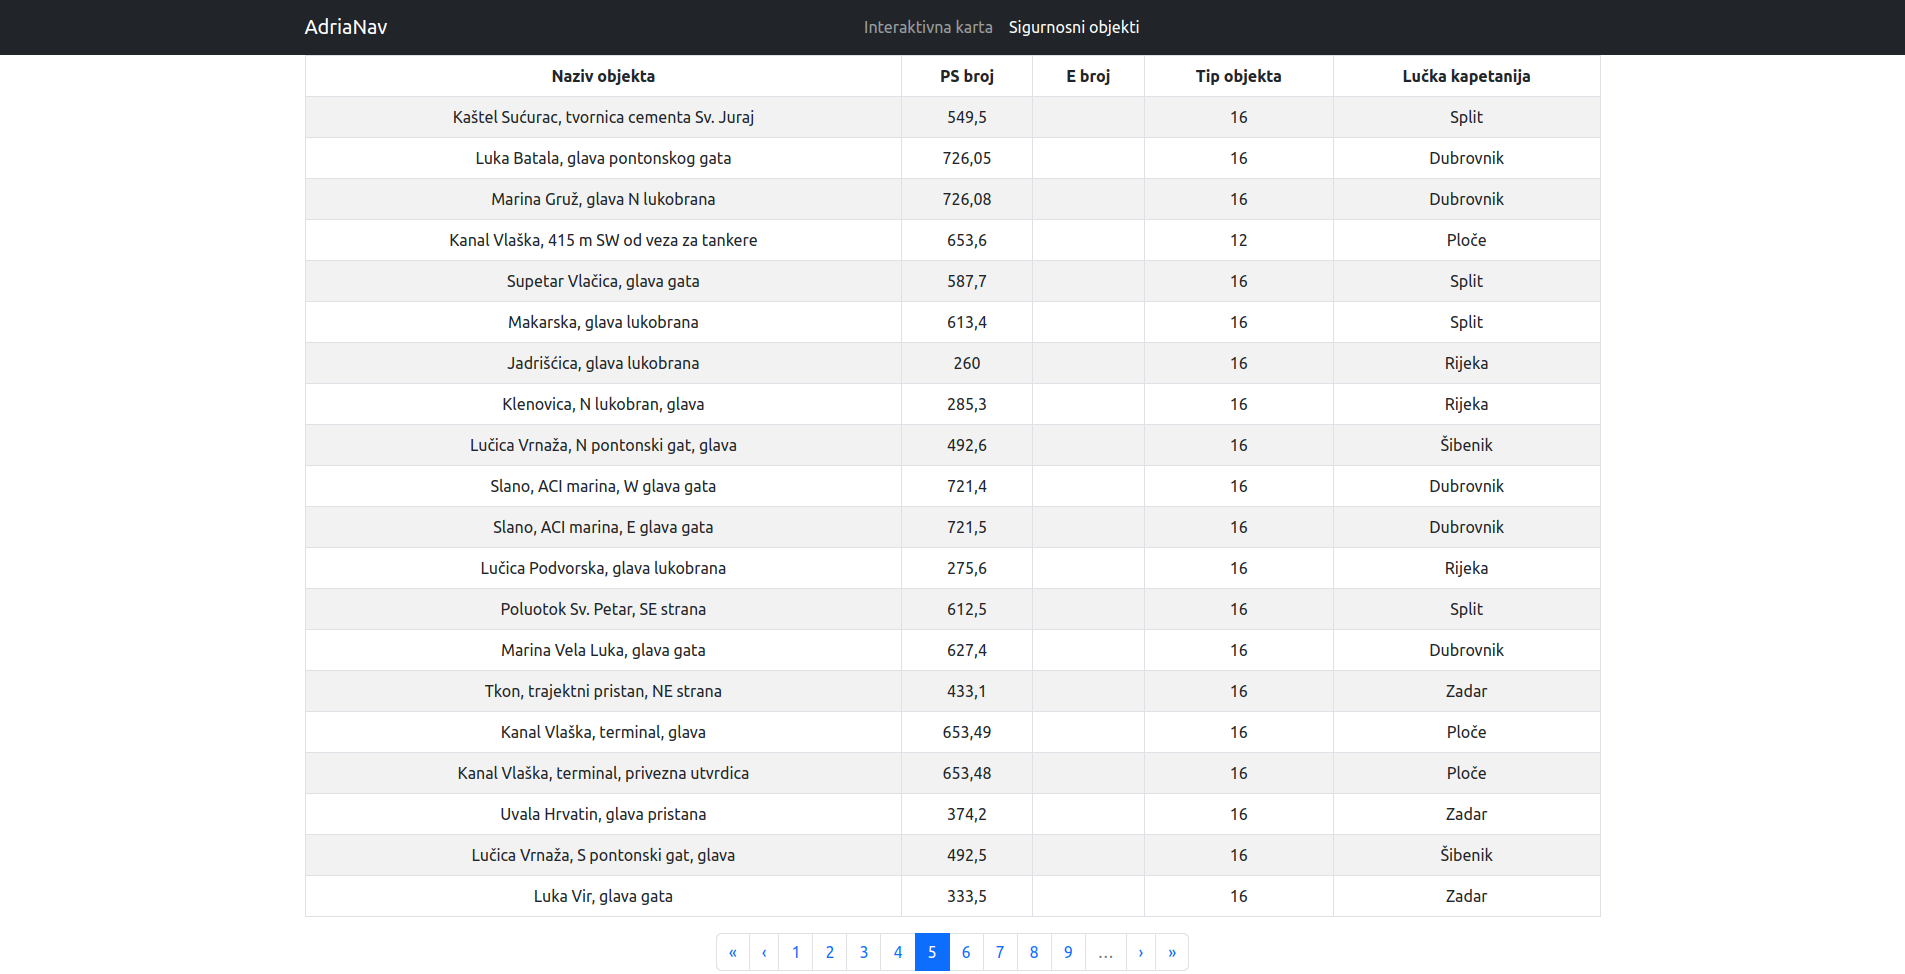 AdriaNav Interaktivna karta Sigurnosni objekti
Naziv objekta PS broj E broj Tip objekta Lučka kapetanija
Kaštel Sućurac, tvornica cementa Sv. Juraj 549,5 16 Split
Luka Batala, glava pontonskog gata 726,05 16 Dubrovnik
Marina Gruž, glava N lukobrana 726,08 16 Dubrovnik
Kanal Vlaška, 415 m SW od veza za tankere 653,6 12 Ploče
Supetar Vlačica, glava gata 587,7 16 Split
Makarska, glava lukobrana 613,4 16 Split
Jadrišćica, glava lukobrana 260 16 Rijeka
Klenovica, N lukobran, glava 285,3 16 Rijeka
Lučica Vrnaža, N pontonski gat, glava 492,6 16 Šibenik
Slano, ACI marina, W glava gata 721,4 16 Dubrovnik
Slano, ACI marina, E glava gata 721,5 16 Dubrovnik
Lučica Podvorska, glava lukobrana 275,6 16 Rijeka
Poluotok Sv. Petar, SE strana 612,5 16 Split
Marina Vela Luka, glava gata 627,4 16 Dubrovnik
Tkon, trajektni pristan, NE strana 433,1 16 Zadar
Kanal Vlaška, terminal, glava 653,49 16 Ploče
Kanal Vlaška, terminal, privezna utvrdica 653,48 16 Ploče
Uvala Hrvatin, glava pristana 374,2 16 Zadar
Lučica Vrnaža, S pontonski gat, glava 492,5 16 Šibenik
Luka Vir, glava gata 333,5 16 Zadar
« ‹ 1 2 3 4 5 6 7 8 9 … › »